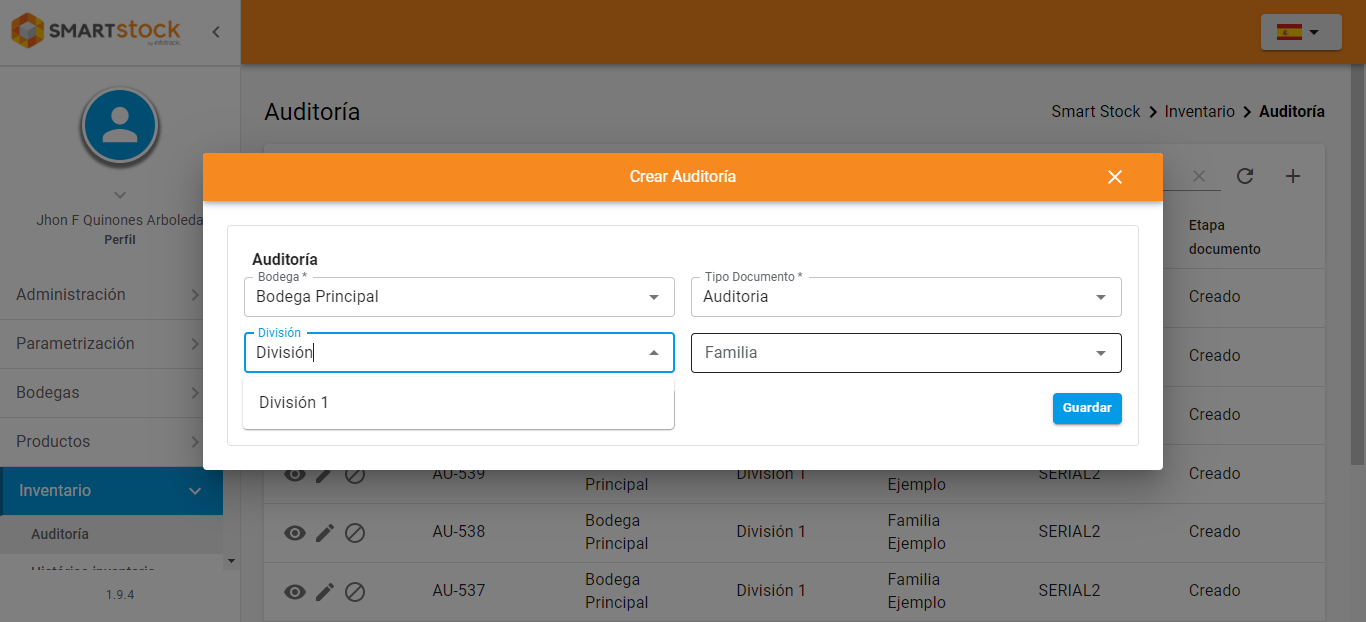 SMARTstock
Auditoría
Smart Stock
Inventario
Auditoría
Jhon F Quinones Arboleda
Perfil
Administración
Parametrización
Bodegas
Productos
Inventario
Auditoría
1.9.4
Crear Auditoría
Auditoría
Bodega *
Bodega Principal
Tipo Documento *
Auditoria
División
División
Familia
División 1
Guardar
Etapa
documento
Creado
Creado
Creado
AU-539
Principal
División 1
Ejemplo
SERIAL2
Creado
AU-538
Bodega
Principal
División 1
Familia
Ejemplo
SERIAL2
Creado
AU-537
Bodega
Principal
División 1
Familia
Ejemplo
SERIAL2
Creado